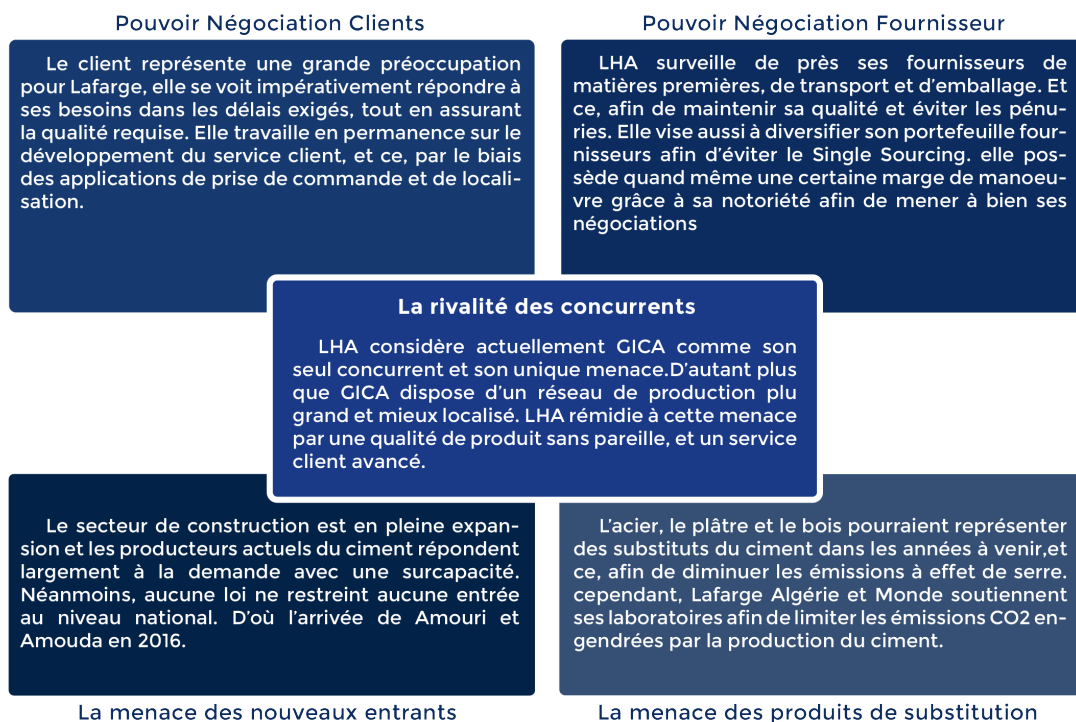 Pouvoir Négociation Clients
Le client représente une grande préoccupation
pour Lafarge, elle se voit impérativement répondre à
ses besoins dans les délais exigés, tout en assurant
la qualité requise. Elle travaille en permanence sur le
développement du service client, et ce, par le biais
des applications de prise de commande et de locali-
sation.
Pouvoir Négociation Fournisseur
LHA surveille de près ses fournisseurs de
matières premières, de transport et d'emballage. Et
ce, afin de maintenir sa qualité et éviter les pénu-
ries. Elle vise aussi à diversifier son portefeuille four-
nisseurs afin d'éviter le Single Sourcing. elle pos-
sède quand même une certaine marge de manoeu-
vre grâce à sa notoriété afin de mener à bien ses
négociations
La rivalité des concurrents
LHA considère actuellement GICA comme son
seul concurrent et son unique menace.D'autant plus
que GICA dispose d'un réseau de production plu
grand et mieux localisé. LHA rémidie à cette menace
par une qualité de produit sans pareille, et un service
client avancé.
Le secteur de construction est en pleine expan-
sion et les producteurs actuels du ciment répondent
largement à la demande avec une surcapacité.
Néanmoins, aucune loi ne restreint aucune entrée
au niveau national. D'où l'arrivée de Amouri et
Amouda en 2016.
La menace des nouveaux entrants
L'acier, le plâtre et le bois pourraient représenter
des substituts du ciment dans les années à venir,et
ce, afin de diminuer les émissions à effet de serre.
cependant, Lafarge Algérie et Monde soutiennent
ses laboratoires afin de limiter les émissions CO2 en-
gendrées par la production du ciment.
La menace des produits de substitution